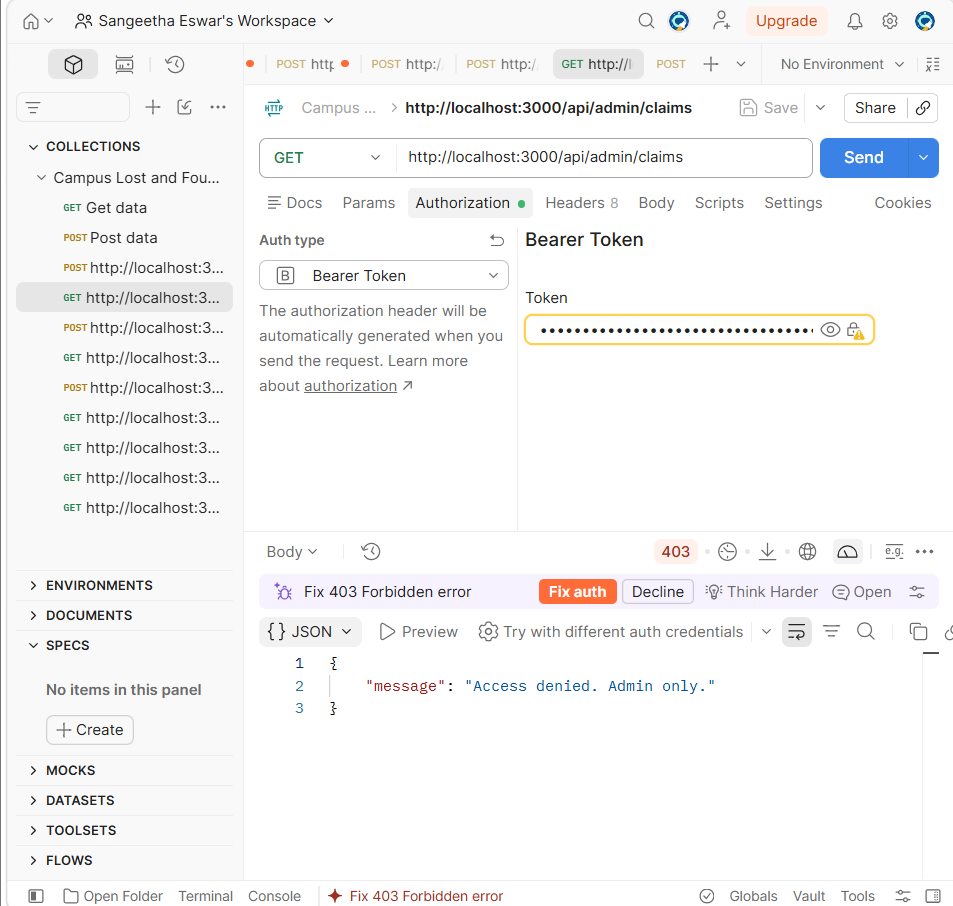 Sangeetha Eswar's Workspace
Upgrade
POST http
POST http:/
POST http:/
GET http://l
POST
No Environment
HTTP
Campus ... > http://localhost:3000/api/admin/claims
Save
Share
COLLECTIONS
Campus Lost and Fou...
GET Get data
POST Post data
POST http://localhost:3...
GET http://localhost:3...
POST http://localhost:3...
GET http://localhost:3...
POST http://localhost:3...
GET http://localhost:3...
GET http://localhost:3...
GET http://localhost:3...
GET http://localhost:3...
ENVIRONMENTS
DOCUMENTS
SPECS
No items in this panel
Create
MOCKS
DATASETS
TOOLSETS
FLOWS
GET
http://localhost:3000/api/admin/claims
Send
Docs Params Authorization Headers 8 Body Scripts Settings Cookies
Auth type
B Bearer Token
The authorization header will be
automatically generated when you
send the request. Learn more
about authorization ↗
Bearer Token
Token
••••••••••••••••••••••••••••••••
Body
403
e.g.
Fix 403 Forbidden error
Fix auth
Decline
Think Harder
Open
{} JSON
Preview
Try with different auth credentials
1 {
2 "message": "Access denied. Admin only."
3 }
Open Folder Terminal Console Fix 403 Forbidden error Globals Vault Tools